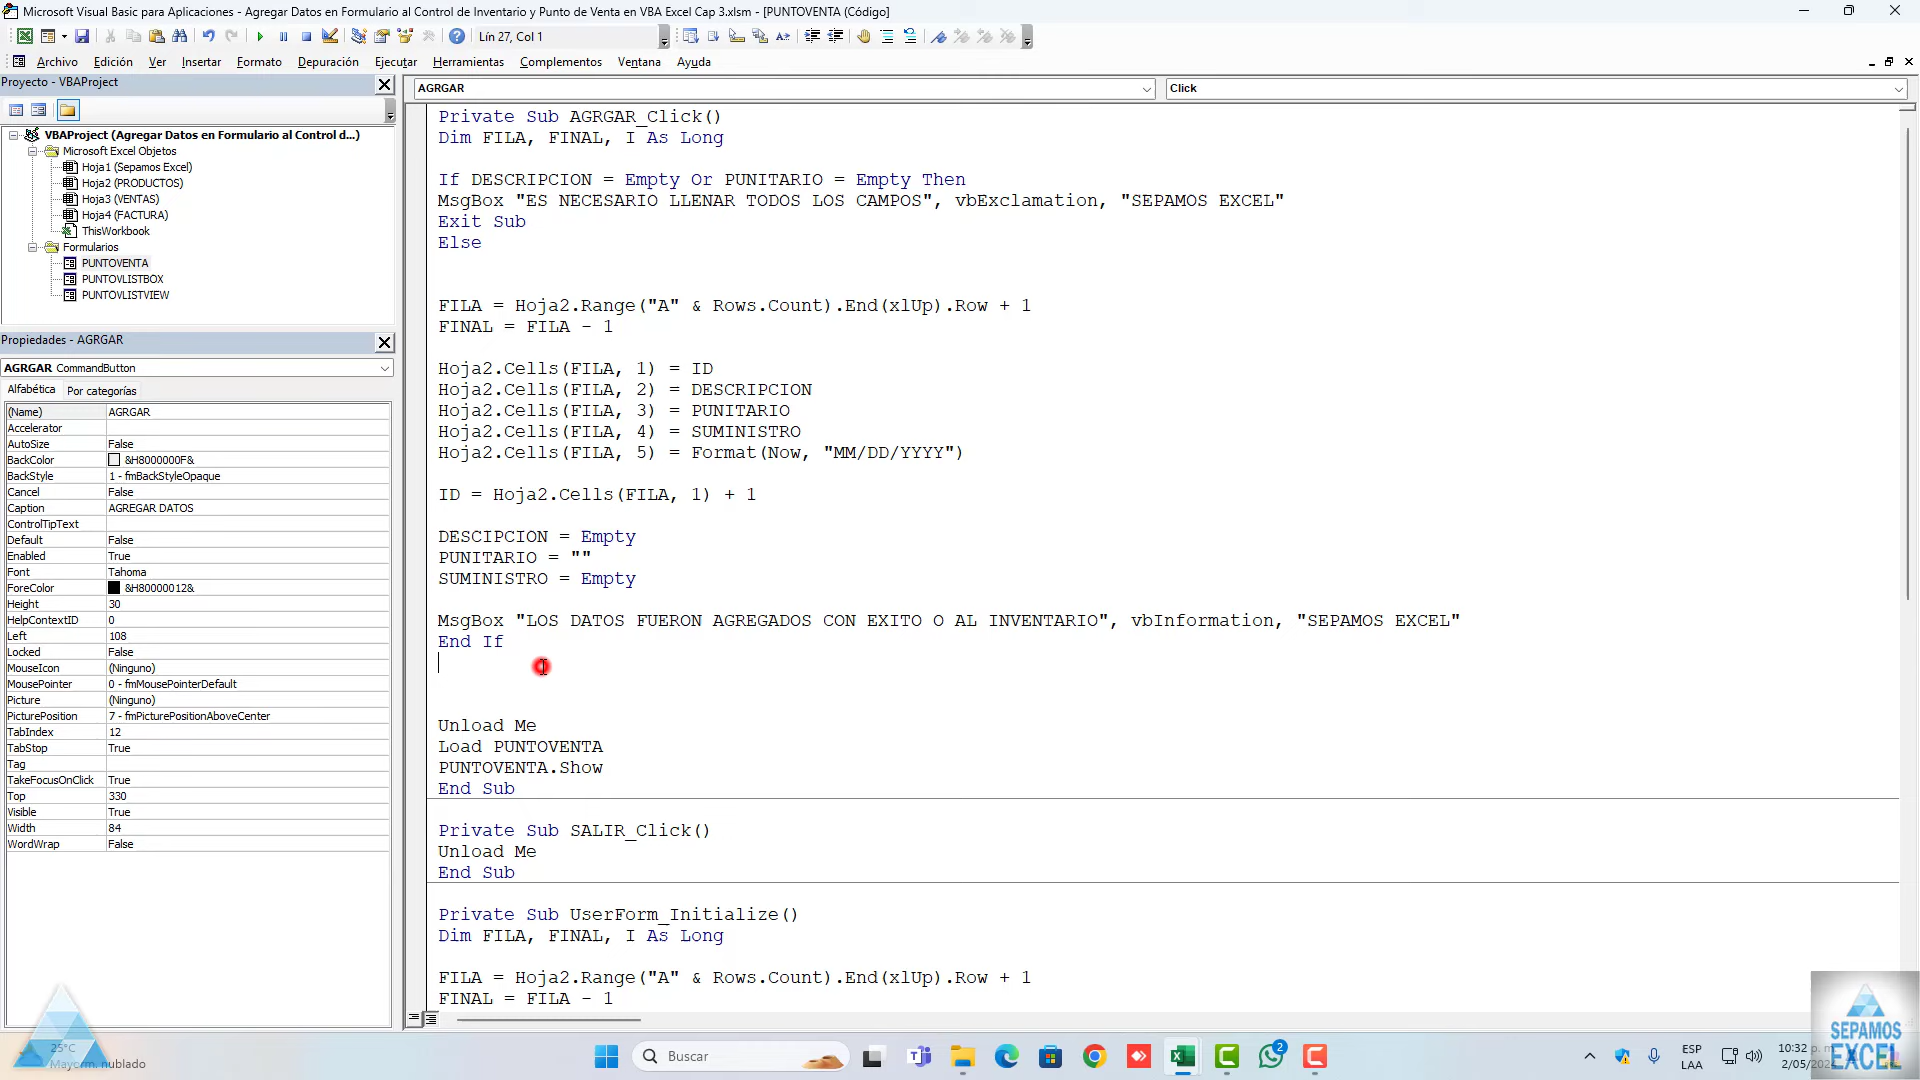 Microsoft Visual Basic para Aplicaciones - Agregar Datos en Formulario al Control de Inventario y Punto de Venta en VBA Excel Cap 3.xlsm - [PUNTOVENTA (Código)]
Lín 27, Col 1
Archivo Edición Ver Insertar Formato Depuración Ejecutar Herramientas Complementos Ventana Ayuda
Proyecto - VBAProject
VBAProject (Agregar Datos en Formulario al Control d...)
Microsoft Excel Objetos
Hoja1 (Sepamos Excel)
Hoja2 (PRODUCTOS)
Hoja3 (VENTAS)
Hoja4 (FACTURA)
ThisWorkbook
Formularios
PUNTOVENTA
PUNTOVLISTBOX
PUNTOVLISTVIEW
Propiedades - AGRGAR
AGRGAR CommandButton
Alfabética Por categorías
(Name) AGRGAR
Accelerator
AutoSize False
BackColor &H8000000F&
BackStyle 1 - fmBackStyleOpaque
Cancel False
Caption AGREGAR DATOS
ControlTipText
Default False
Enabled True
Font Tahoma
ForeColor &H80000012&
Height 30
HelpContextID 0
Left 108
Locked False
MouseIcon (Ninguno)
MousePointer 0 - fmMousePointerDefault
Picture (Ninguno)
PicturePosition 7 - fmPicturePositionAboveCenter
TabIndex 12
TabStop True
Tag
TakeFocusOnClick True
Top 330
Visible True
Width 84
WordWrap False
AGRGAR Click
Private Sub AGRGAR_Click()
Dim FILA, FINAL, I As Long
If DESCRIPCION = Empty Or PUNITARIO = Empty Then
MsgBox "ES NECESARIO LLENAR TODOS LOS CAMPOS", vbExclamation, "SEPAMOS EXCEL"
Exit Sub
Else
FILA = Hoja2.Range("A" & Rows.Count).End(xlUp).Row + 1
FINAL = FILA - 1
Hoja2.Cells(FILA, 1) = ID
Hoja2.Cells(FILA, 2) = DESCRIPCION
Hoja2.Cells(FILA, 3) = PUNITARIO
Hoja2.Cells(FILA, 4) = SUMINISTRO
Hoja2.Cells(FILA, 5) = Format(Now, "MM/DD/YYYY")
ID = Hoja2.Cells(FILA, 1) + 1
DESCIPCION = Empty
PUNITARIO = ""
SUMINISTRO = Empty
MsgBox "LOS DATOS FUERON AGREGADOS CON EXITO O AL INVENTARIO", vbInformation, "SEPAMOS EXCEL"
End If
Unload Me
Load PUNTOVENTA
PUNTOVENTA.Show
End Sub
Private Sub SALIR_Click()
Unload Me
End Sub
Private Sub UserForm_Initialize()
Dim FILA, FINAL, I As Long
FILA = Hoja2.Range("A" & Rows.Count).End(xlUp).Row + 1
FINAL = FILA - 1
25°C
Mayorm. nublado
Buscar
2
ESP
LAA
10:32 p.
2/05/
SEPAMOS
EXCEL